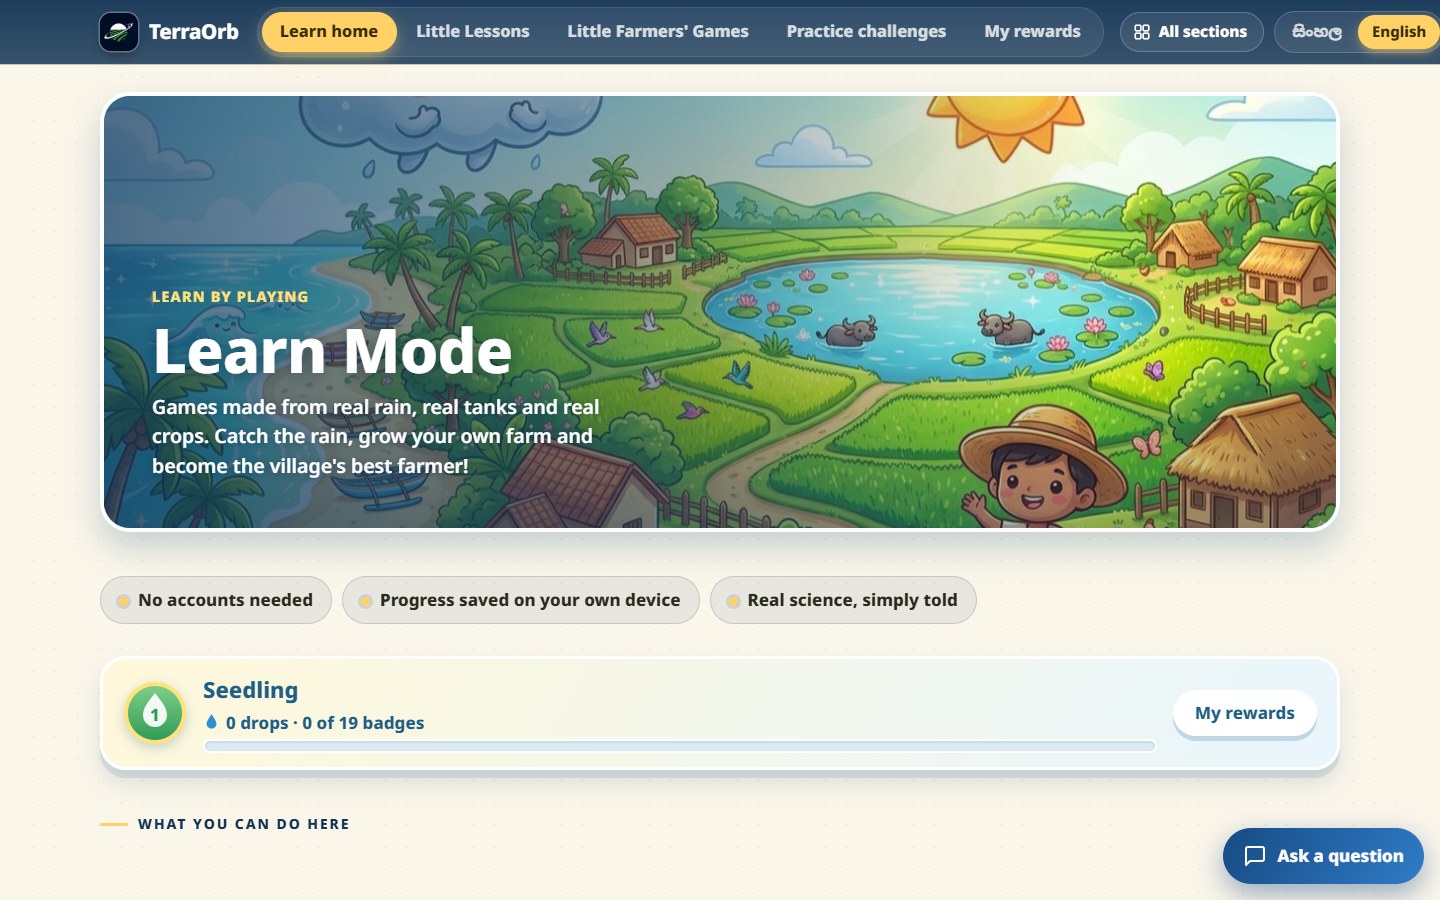 TerraOrb
Learn home
Little Lessons
Little Farmers' Games
Practice challenges
My rewards
All sections
සිංහල
English
LEARN BY PLAYING
Learn Mode
Games made from real rain, real tanks and real
crops. Catch the rain, grow your own farm and
become the village's best farmer!
No accounts needed
Progress saved on your own device
Real science, simply told
1
Seedling
0 drops · 0 of 19 badges
My rewards
WHAT YOU CAN DO HERE
Ask a question